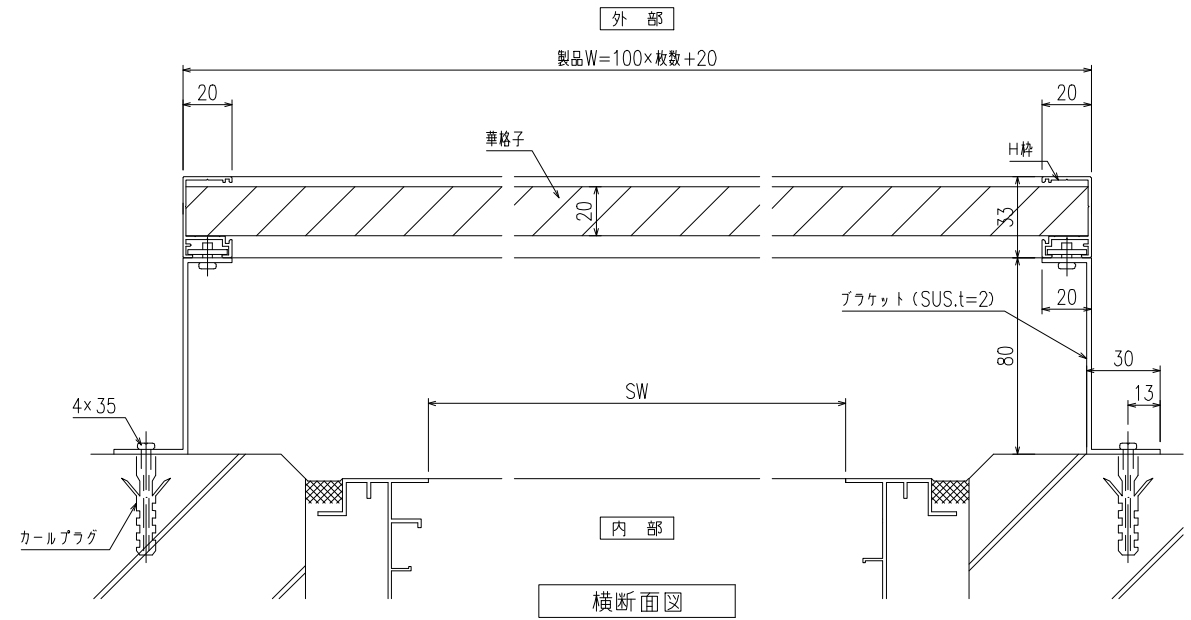 外 部
製品W=100×枚数+20
20
20
華格子
H枠
20
33
ブラケット(SUS.t=2)
20
80
30
SW
13
4×35
カールプラグ
内 部
横断面図